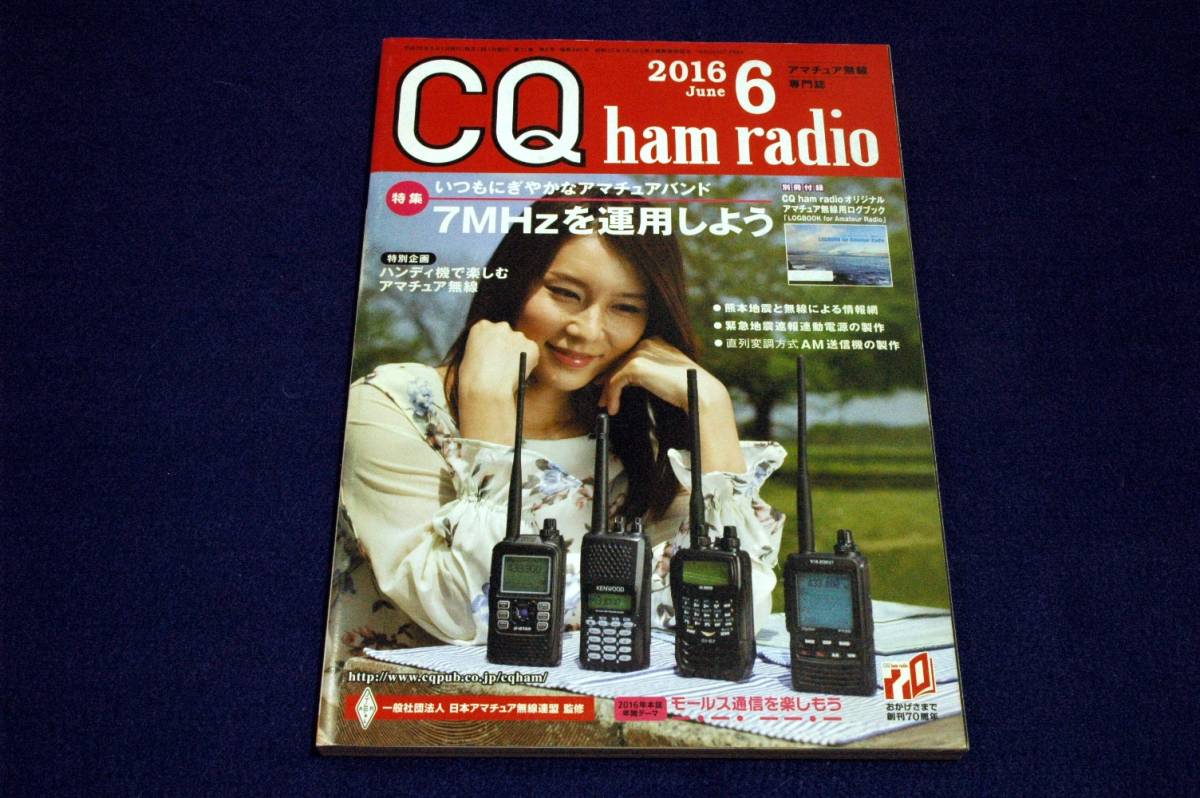 CQ
2016
June
6
アマチュア無線
専門誌
ham radio
特集
いつもにぎやかなアマチュアバンド
7MHzを運用しよう
別冊付録
CQ ham radioオリジナル
アマチュア無線用ログブック
「LOGBOOK for Amateur Radio」
LOGBOOK for Amateur Radio
特別企画
ハンディ機で楽しむ
アマチュア無線
● 熊本地震と無線による情報網
● 緊急地震速報連動電源の製作
● 直列変調方式AM送信機の製作
433.900
D-STAR
KENWOOD
http://www.cqpub.co.jp/cqham/
一般社団法人 日本アマチュア無線連盟 監修
2016年本誌
年間テーマ
モールス通信を楽しもう
70
おかげさまで
創刊70周年